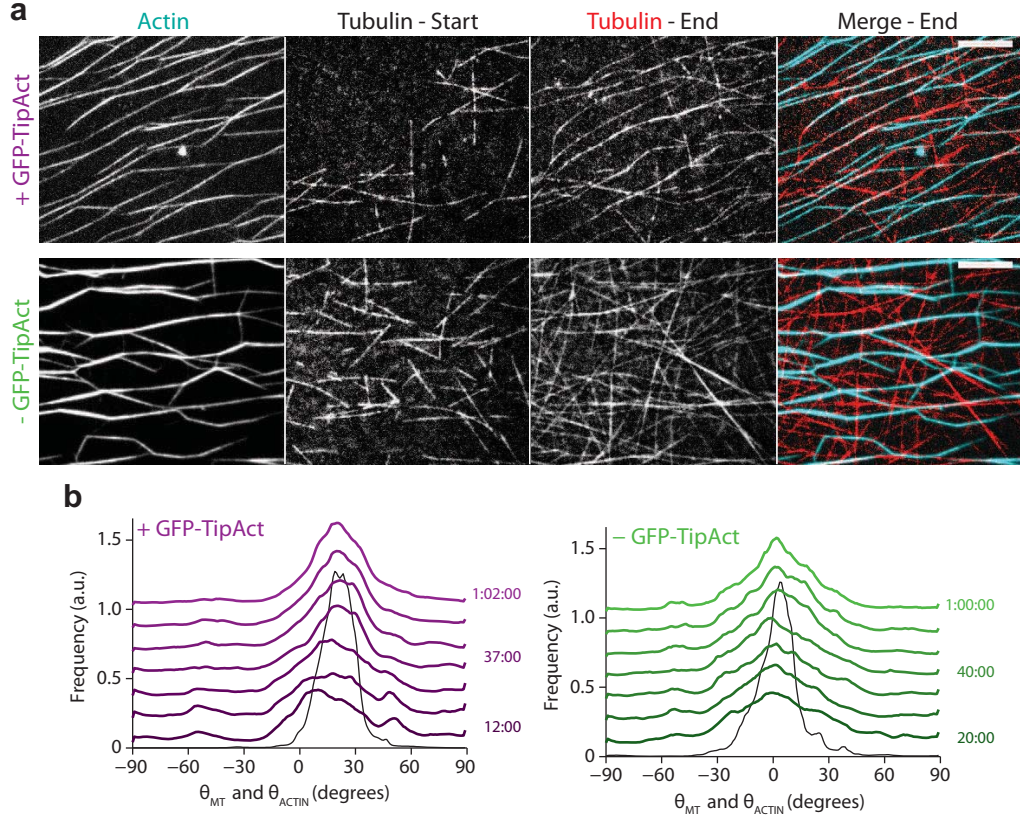 a
Actin
Tubulin - Start
Tubulin - End
Merge - End
+ GFP-TipAct
- GFP-TipAct
b
+ GFP-TipAct
1.5
1.0
0.5
0
Frequency (a.u.)
1:02:00
37:00
12:00
−90 −60 −30 0 30 60 90
θMT and θACTIN (degrees)
− GFP-TipAct
1.5
1.0
0.5
0
Frequency (a.u.)
1:00:00
40:00
20:00
−90 −60 −30 0 30 60 90
θMT and θACTIN (degrees)